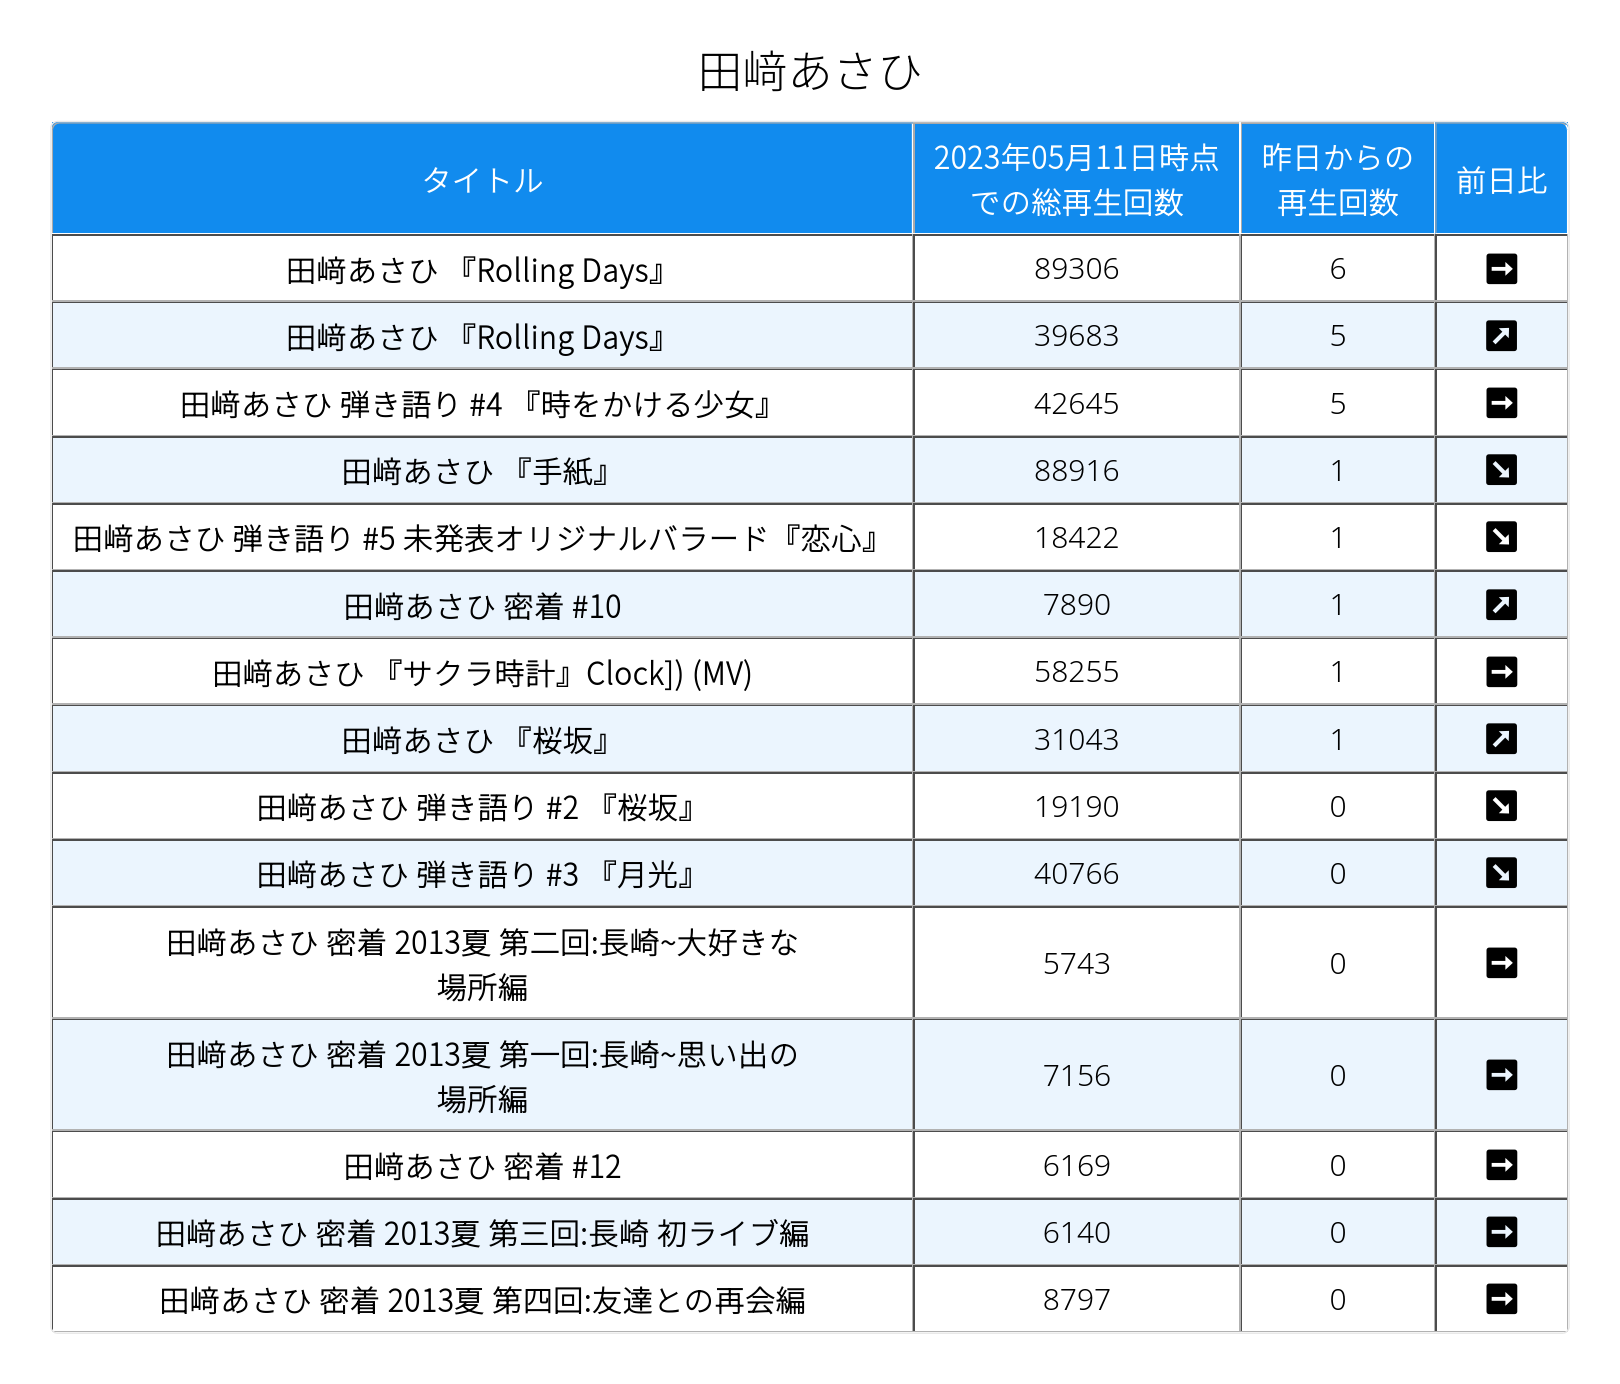 田﨑あさひ
タイトル
2023年05月11日時点
での総再生回数
昨日からの
再生回数
前日比
田﨑あさひ 『Rolling Days』 89306 6 ➡
田﨑あさひ 『Rolling Days』 39683 5 ↗
田﨑あさひ 弾き語り #4 『時をかける少女』 42645 5 ➡
田﨑あさひ 『手紙』 88916 1 ↘
田﨑あさひ 弾き語り #5 未発表オリジナルバラード『恋心』 18422 1 ↘
田﨑あさひ 密着 #10 7890 1 ↗
田﨑あさひ 『サクラ時計』Clock]) (MV) 58255 1 ➡
田﨑あさひ 『桜坂』 31043 1 ↗
田﨑あさひ 弾き語り #2 『桜坂』 19190 0 ↘
田﨑あさひ 弾き語り #3 『月光』 40766 0 ↘
田﨑あさひ 密着 2013夏 第二回:長崎~大好きな
場所編 5743 0 ➡
田﨑あさひ 密着 2013夏 第一回:長崎~思い出の
場所編 7156 0 ➡
田﨑あさひ 密着 #12 6169 0 ➡
田﨑あさひ 密着 2013夏 第三回:長崎 初ライブ編 6140 0 ➡
田﨑あさひ 密着 2013夏 第四回:友達との再会編 8797 0 ➡